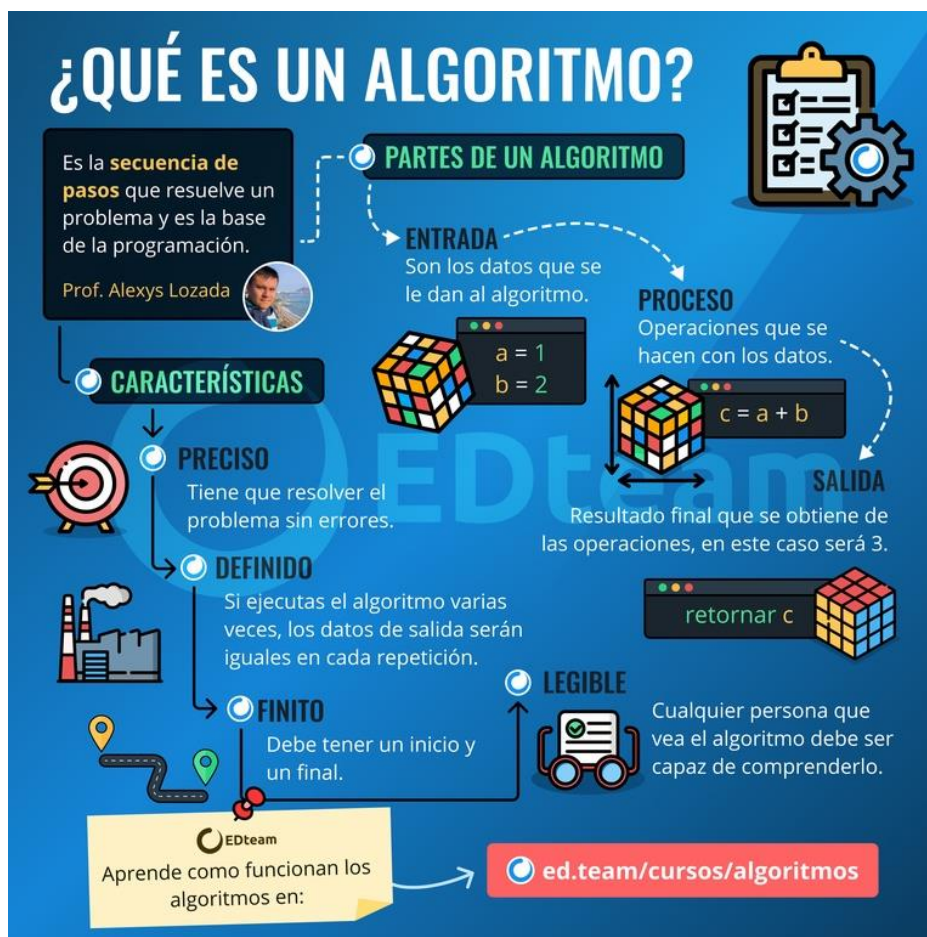 ¿QUÉ ES UN ALGORITMO?
Es la secuencia de
pasos que resuelve un
problema y es la base
de la programación.
Prof. Alexys Lozada
PARTES DE UN ALGORITMO
ENTRADA
Son los datos que se
le dan al algoritmo.
a = 1
b = 2
PROCESO
Operaciones que se
hacen con los datos.
c = a + b
SALIDA
Resultado final que se obtiene de
las operaciones, en este caso será 3.
retornar c
CARACTERÍSTICAS
PRECISO
Tiene que resolver el
problema sin errores.
DEFINIDO
Si ejecutas el algoritmo varias
veces, los datos de salida serán
iguales en cada repetición.
FINITO
Debe tener un inicio y
un final.
LEGIBLE
Cualquier persona que
vea el algoritmo debe ser
capaz de comprenderlo.
EDteam
EDteam
Aprende como funcionan los
algoritmos en:
ed.team/cursos/algoritmos